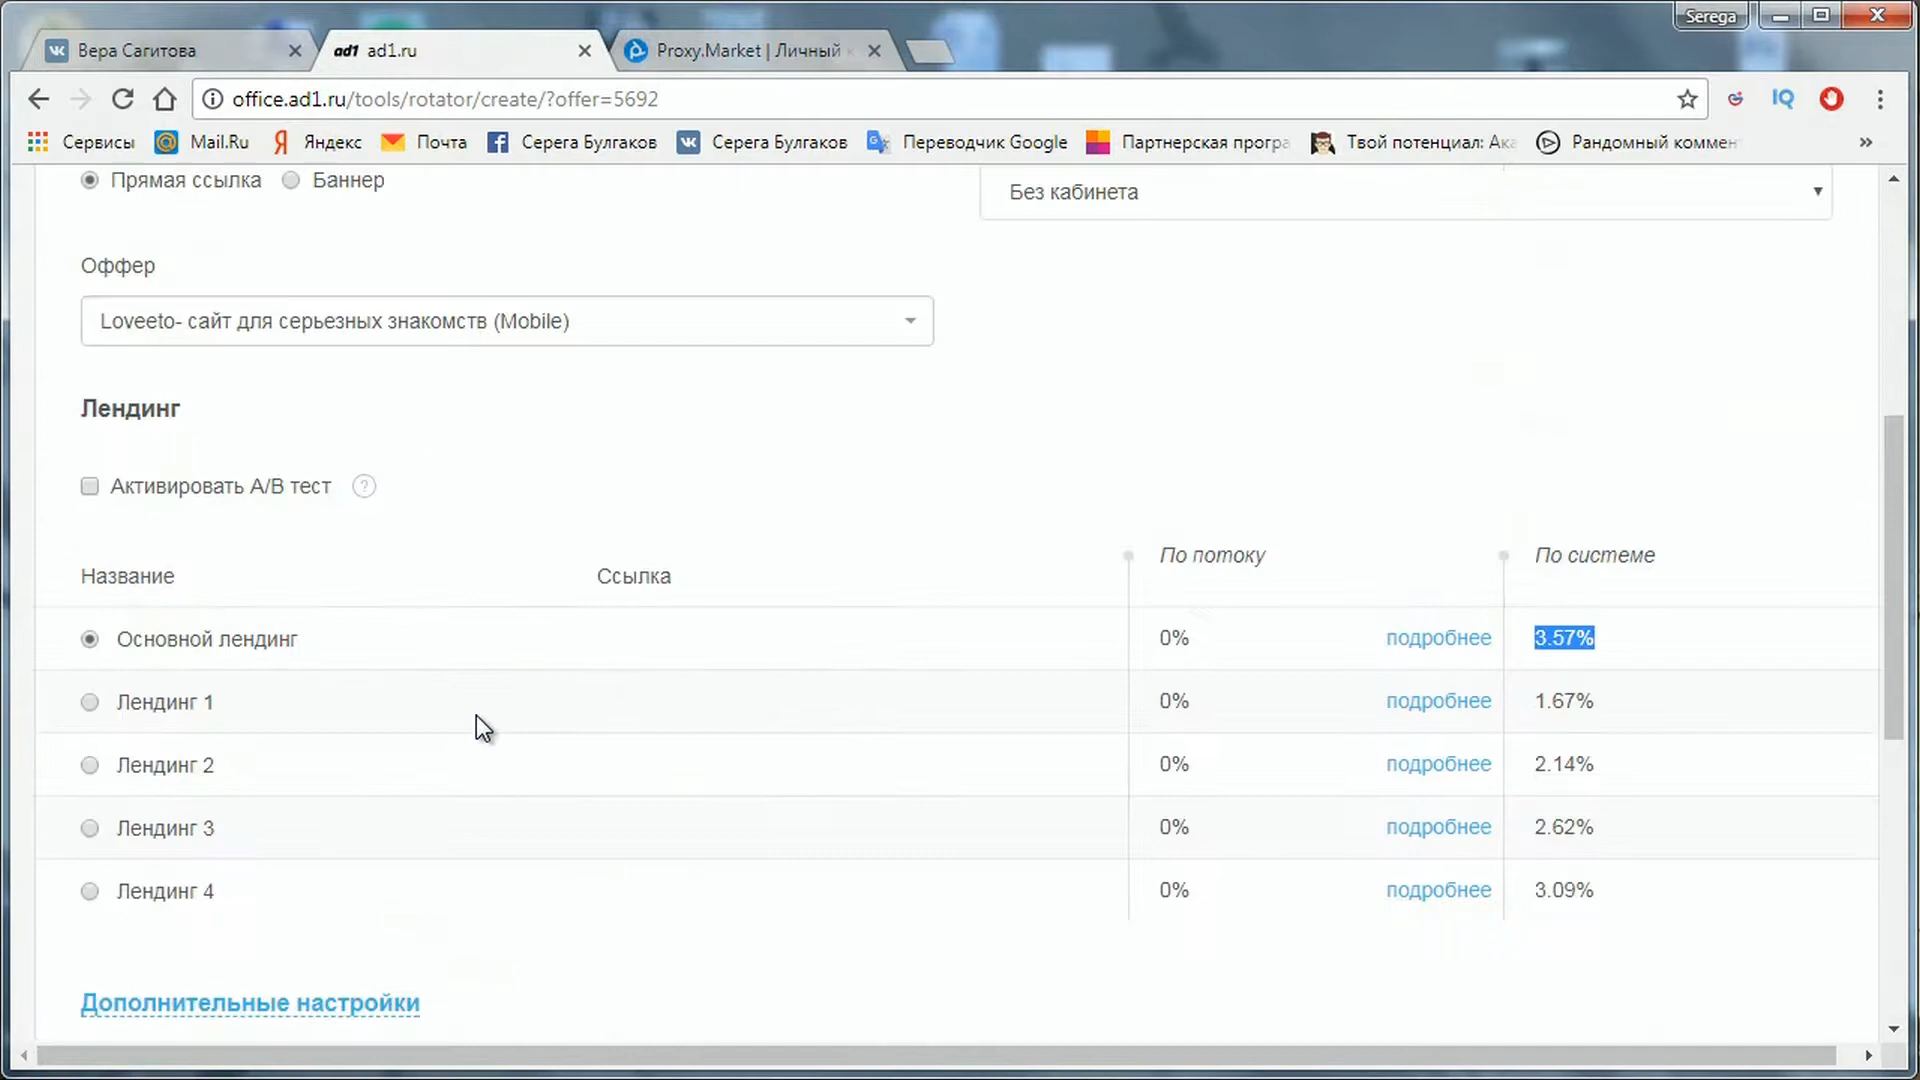 Serega
Вера Сагитова
ad1 ad1.ru
Proxy.Market | Личный
office.ad1.ru/tools/rotator/create/?offer=5692
IQ
Сервисы Mail.Ru Яндекс Почта Серега Булгаков Серега Булгаков Переводчик Google Партнерская програ Твой потенциал: Ака Рандомный коммен »
Прямая ссылка Баннер
Без кабинета
Оффер
Loveeto- сайт для серьезных знакомств (Mobile)
Лендинг
Активировать А/В тест ?
Название Ссылка По потоку По системе
Основной лендинг 0% подробнее 3.57%
Лендинг 1 0% подробнее 1.67%
Лендинг 2 0% подробнее 2.14%
Лендинг 3 0% подробнее 2.62%
Лендинг 4 0% подробнее 3.09%
Дополнительные настройки